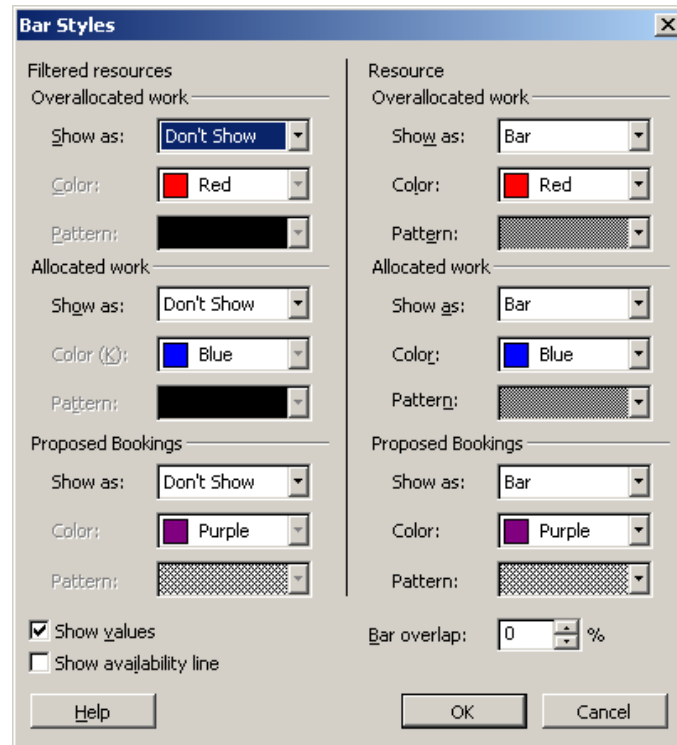 Bar Styles
Filtered resources
Overallocated work
Show as: Don't Show
Color: Red
Pattern:
Allocated work
Show as: Don't Show
Color (K): Blue
Pattern:
Proposed Bookings
Show as: Don't Show
Color: Purple
Pattern:
Resource
Overallocated work
Show as: Bar
Color: Red
Pattern:
Allocated work
Show as: Bar
Color: Blue
Pattern:
Proposed Bookings
Show as: Bar
Color: Purple
Pattern:
Show values
Show availability line
Bar overlap: 0 %
Help
OK
Cancel